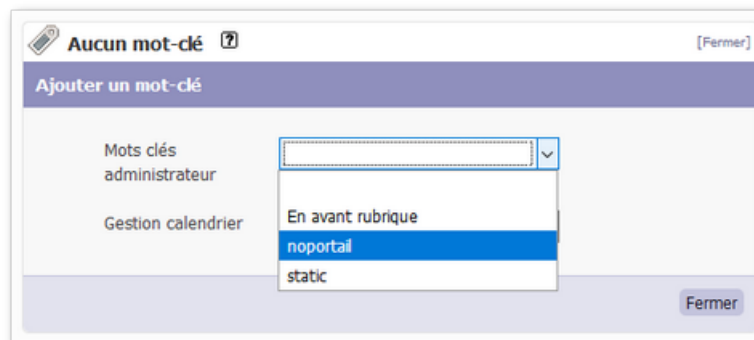 Aucun mot-clé ?
[Fermer]
Ajouter un mot-clé
Mots clés
administrateur
En avant rubrique
Gestion calendrier
noportail
static
Fermer